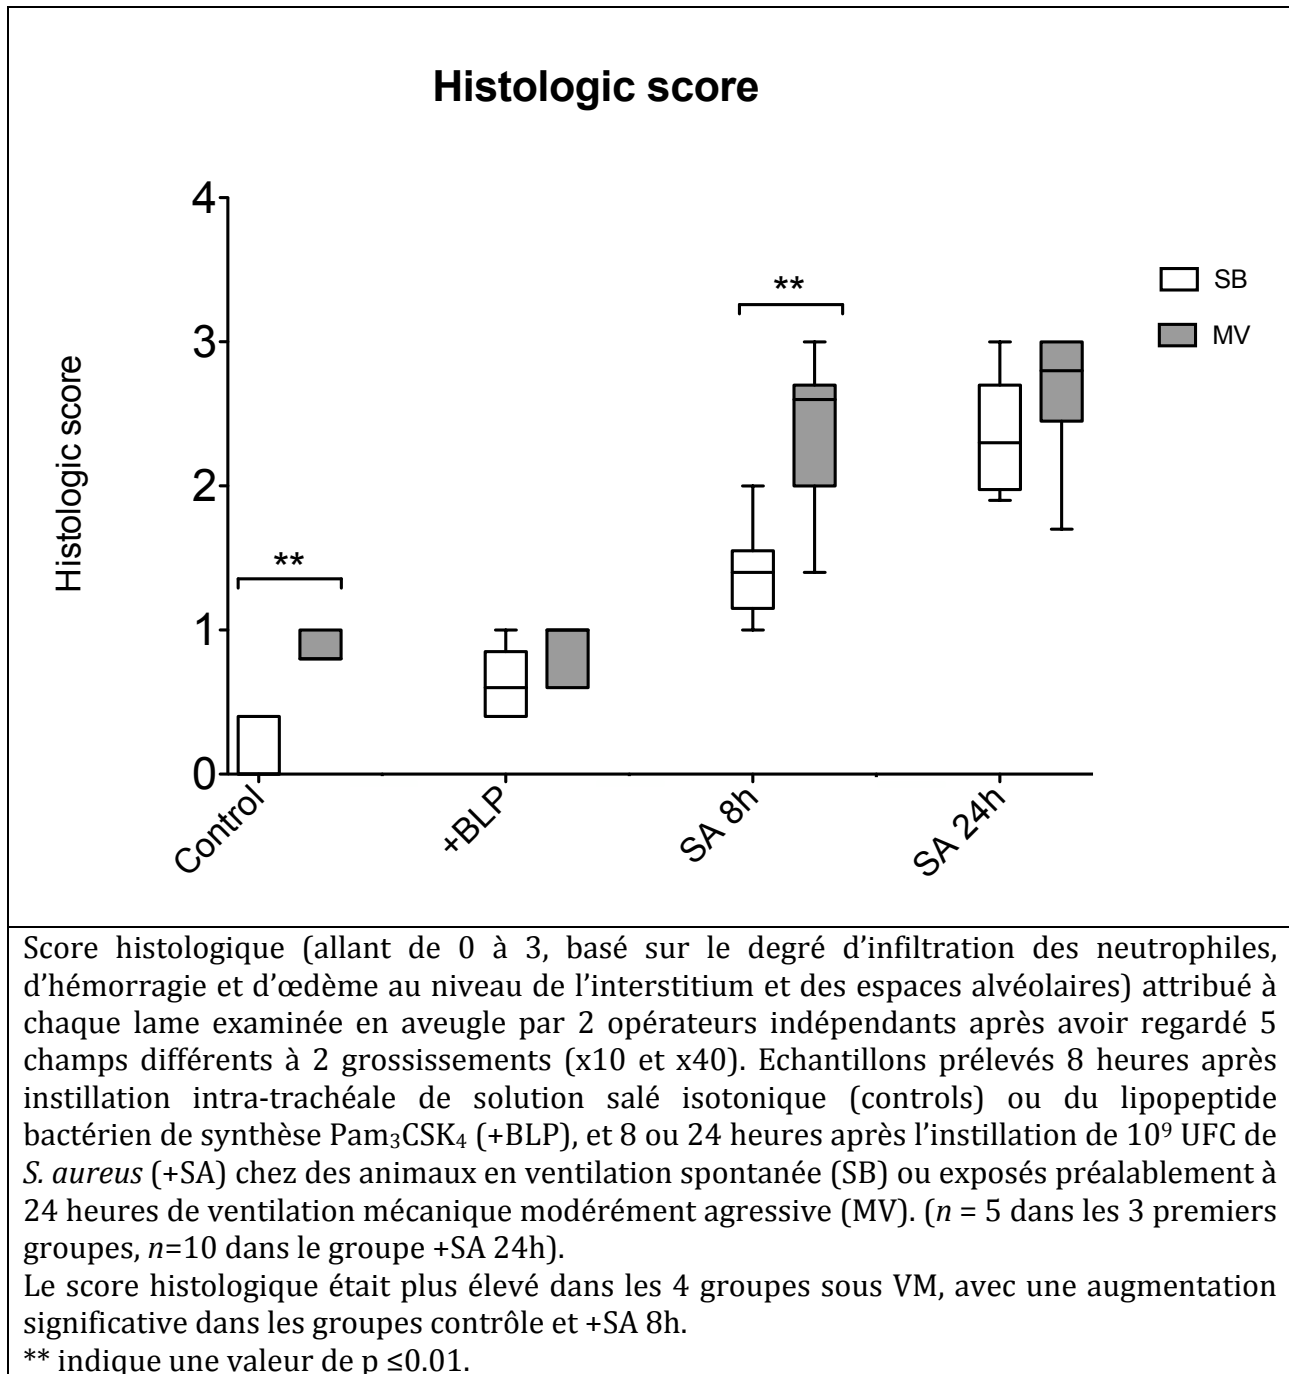 Histologic score
4
3
2
1
0
Histologic score
**
**
SB
MV
Control
+BLP
SA 8h
SA 24h
Score histologique (allant de 0 à 3, basé sur le degré d’infiltration des neutrophiles,
d’hémorragie et d’œdème au niveau de l’interstitium et des espaces alvéolaires) attribué à
chaque lame examinée en aveugle par 2 opérateurs indépendants après avoir regardé 5
champs différents à 2 grossissements (x10 et x40). Echantillons prélevés 8 heures après
instillation intra-trachéale de solution salé isotonique (controls) ou du lipopeptide
bactérien de synthèse Pam₃CSK₄ (+BLP), et 8 ou 24 heures après l’instillation de 10⁹ UFC de
S. aureus (+SA) chez des animaux en ventilation spontanée (SB) ou exposés préalablement à
24 heures de ventilation mécanique modérément agressive (MV). (n = 5 dans les 3 premiers
groupes, n=10 dans le groupe +SA 24h).
Le score histologique était plus élevé dans les 4 groupes sous VM, avec une augmentation
significative dans les groupes contrôle et +SA 8h.
** indique une valeur de p ≤0.01.